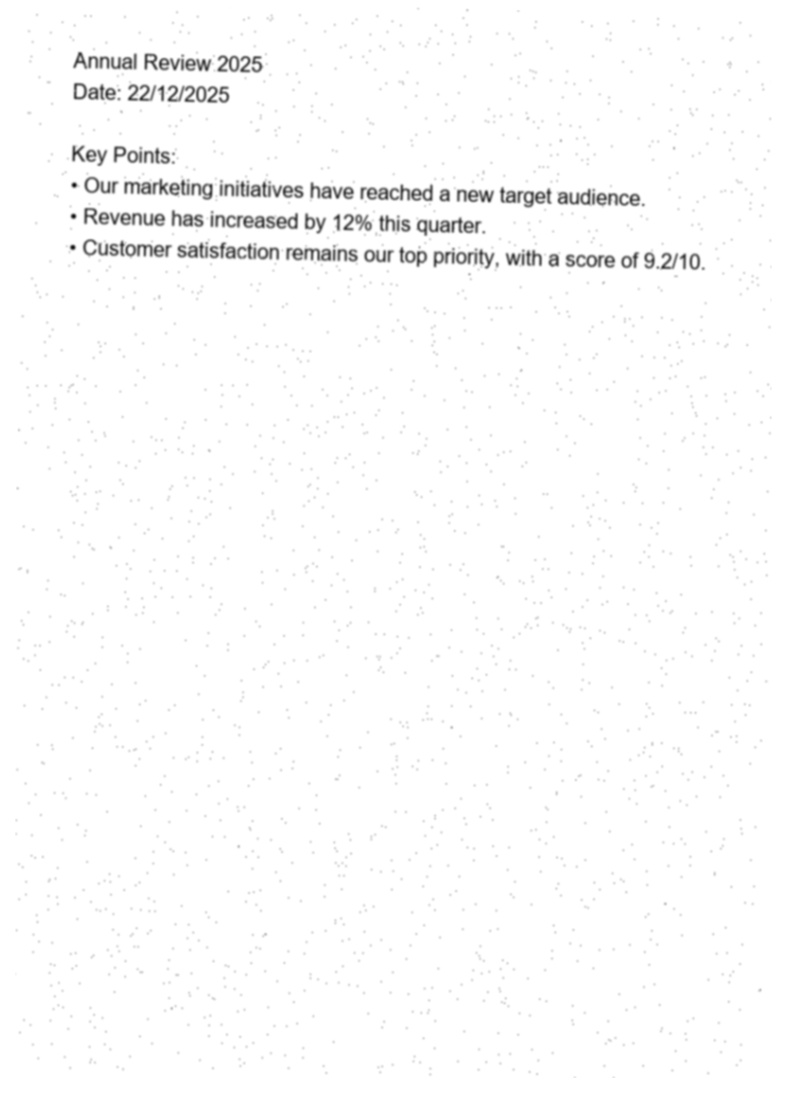 Annual Review 2025
Date: 22/12/2025
Key Points:
• Our marketing initiatives have reached a new target audience.
• Revenue has increased by 12% this quarter.
• Customer satisfaction remains our top priority, with a score of 9.2/10.